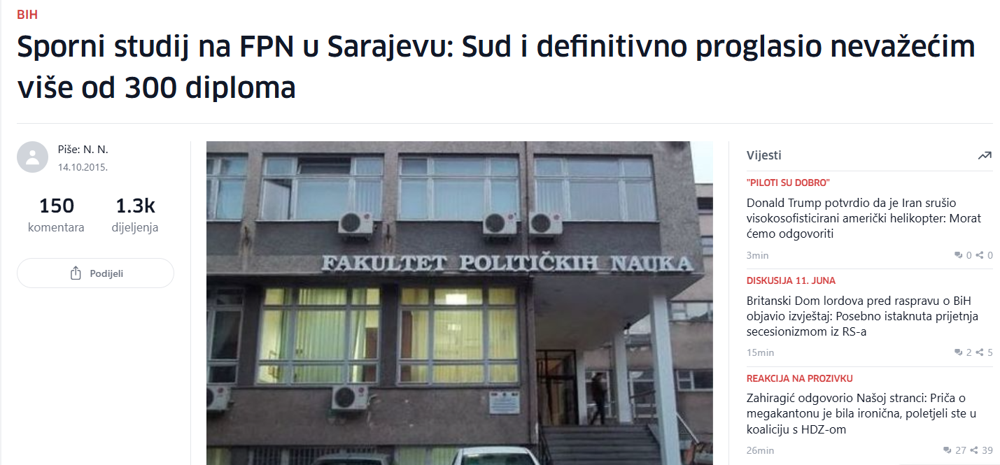 BIH
Sporni studij na FPN u Sarajevu: Sud i definitivno proglasio nevažećim
više od 300 diploma
Piše: N. N.
14.10.2015.
150
komentara
1.3k
dijeljenja
Podijeli
FAKULTET POLITIČKIH NAUKA
Vijesti
"PILOTI SU DOBRO"
Donald Trump potvrdio da je Iran srušio
visokosofisticirani američki helikopter: Morat
ćemo odgovoriti
3min
0 0
DISKUSIJA 11. JUNA
Britanski Dom lordova pred raspravu o BiH
objavio izvještaj: Posebno istaknuta prijetnja
secesionizmom iz RS-a
15min
2 5
REAKCIJA NA PROZIVKU
Zahiragić odgovorio Našoj stranci: Priča o
megakantonu je bila ironična, poletjeli ste u
koaliciju s HDZ-om
26min
27 39